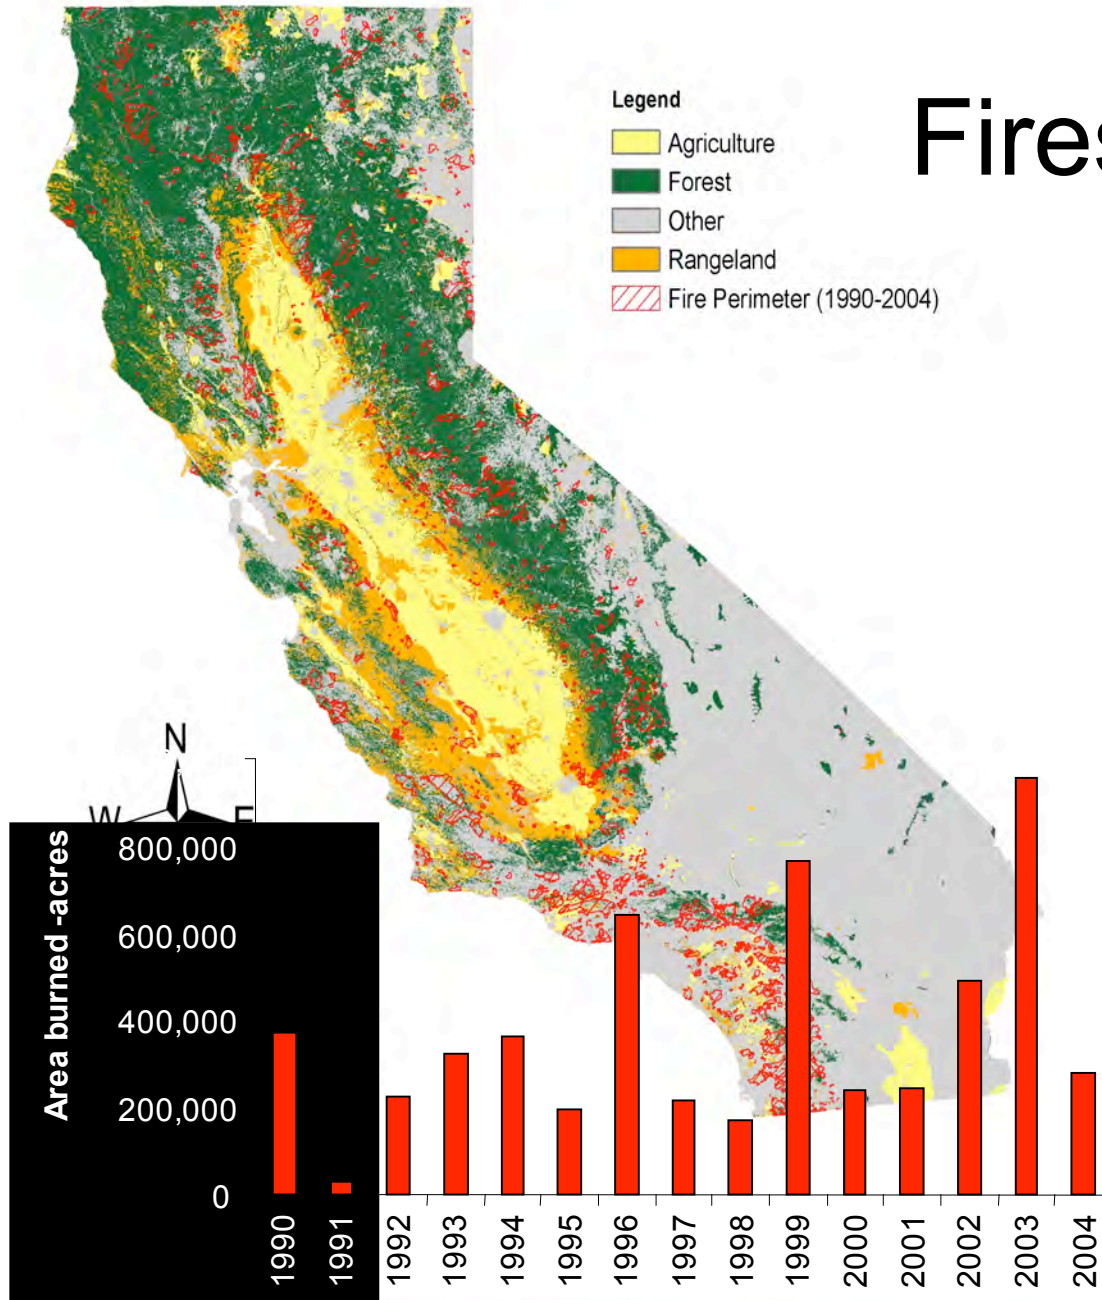 Fires
Legend
Agriculture
Forest
Other
Rangeland
Fire Perimeter (1990-2004)
N
W E
Area burned -acres
800,000
600,000
400,000
200,000
0
1990 1991 1992 1993 1994 1995 1996 1997 1998 1999 2000 2001 2002 2003 2004